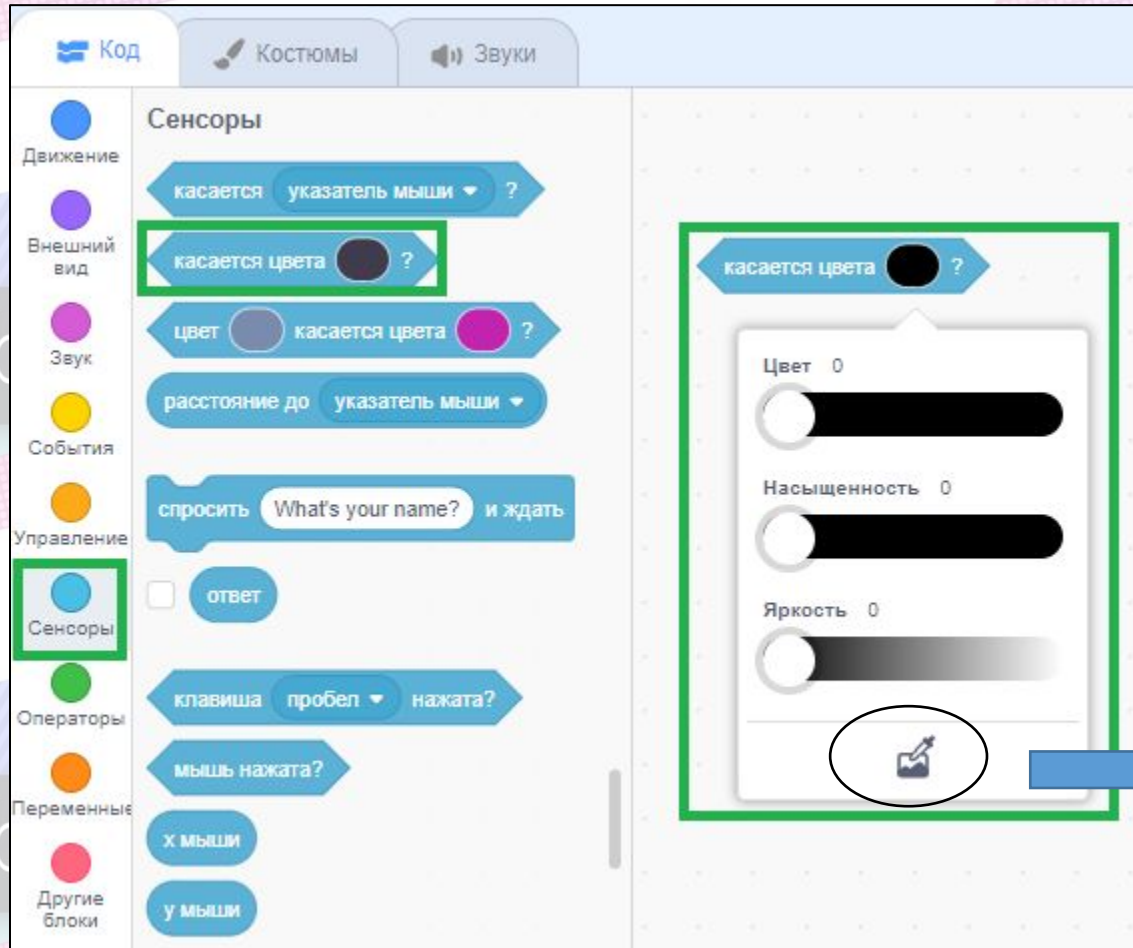 Код
Костюмы
Звуки
Движение
Внешний
вид
Звук
События
Управление
Сенсоры
Операторы
Переменные
Другие
блоки
Сенсоры
касается указатель мыши ?
касается цвета ?
цвет касается цвета ?
расстояние до указатель мыши
спросить What's your name? и ждать
ответ
клавиша пробел нажата?
мышь нажата?
х мыши
у мыши
касается цвета ?
Цвет 0
Насыщенность 0
Яркость 0